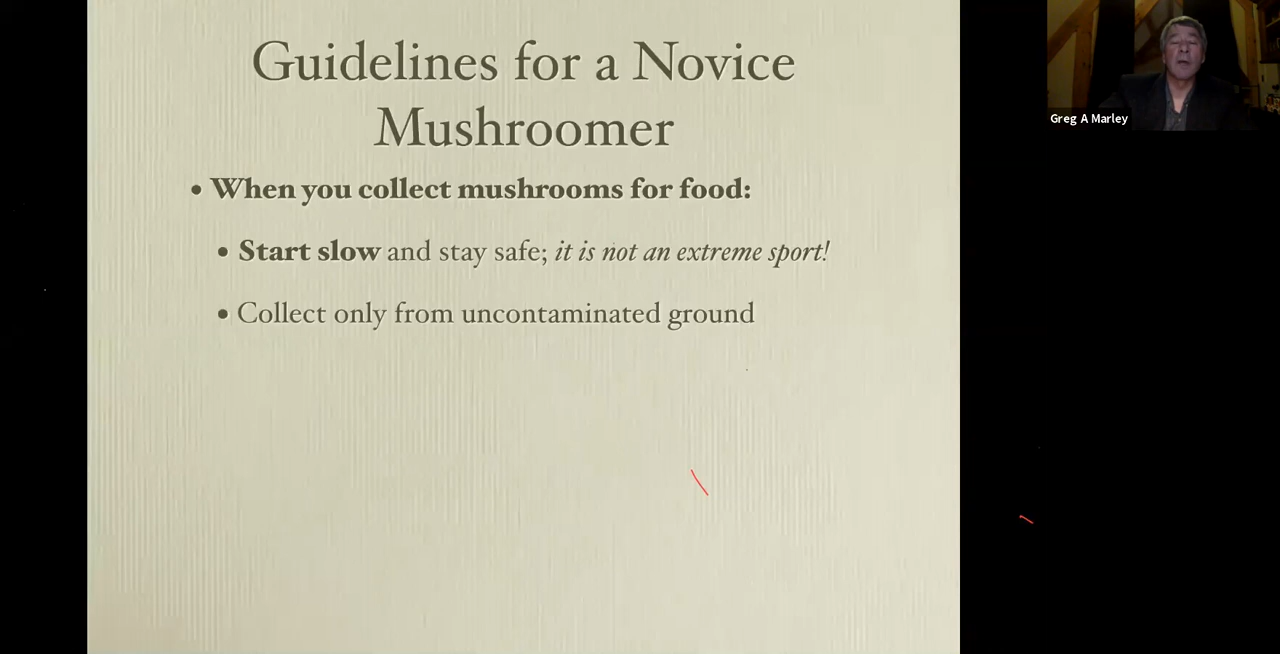 Guidelines for a Novice
Mushroomer
• When you collect mushrooms for food:
• Start slow and stay safe; it is not an extreme sport!
• Collect only from uncontaminated ground
Greg A Marley